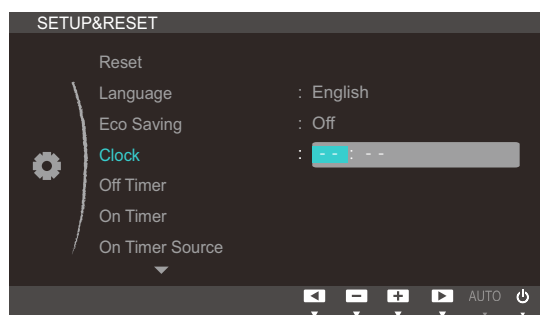 SETUP&RESET
Reset
Language : English
Eco Saving : Off
Clock : - - : - -
Off Timer
On Timer
On Timer Source
AUTO